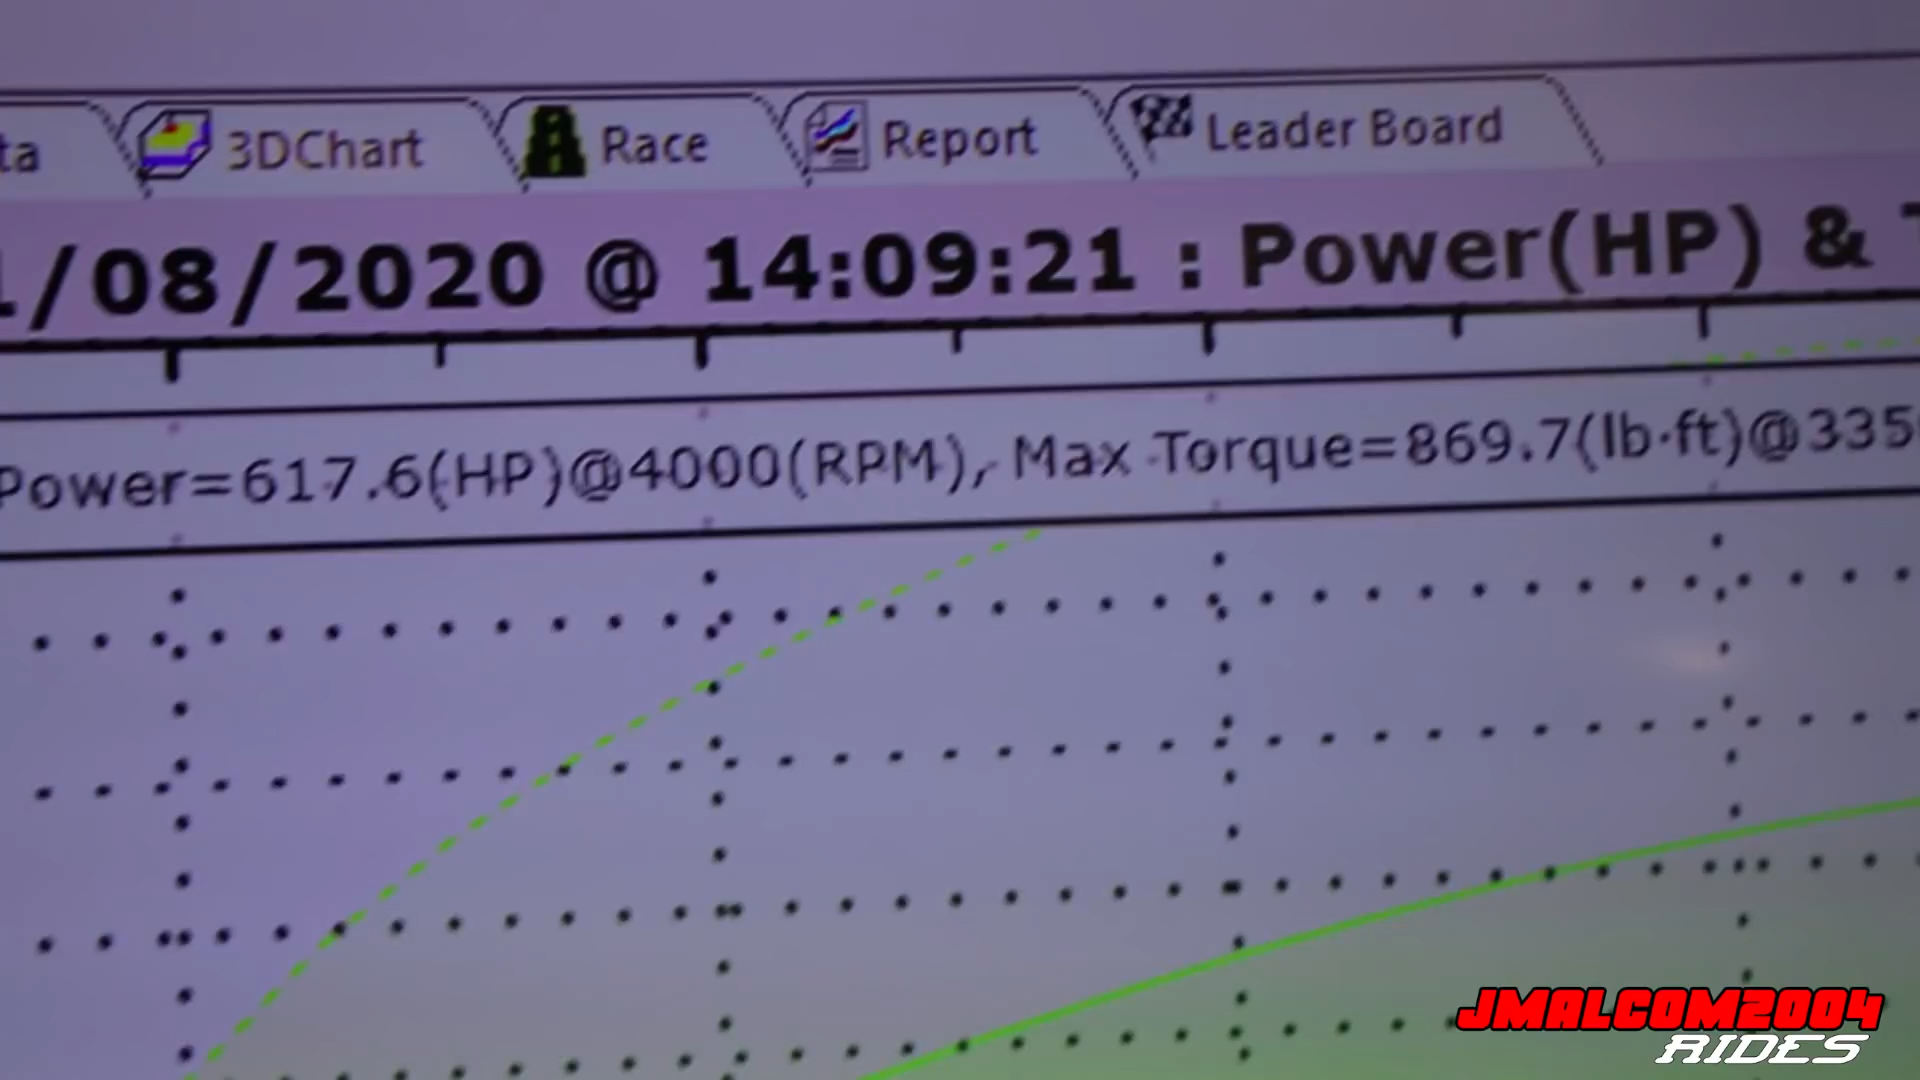 ta 3DChart Race Report Leader Board
1/08/2020 @ 14:09:21 : Power(HP) & T
Power=617.6(HP)@4000(RPM), Max Torque=869.7(lb·ft)@335
JMALCOM2004
RIDES